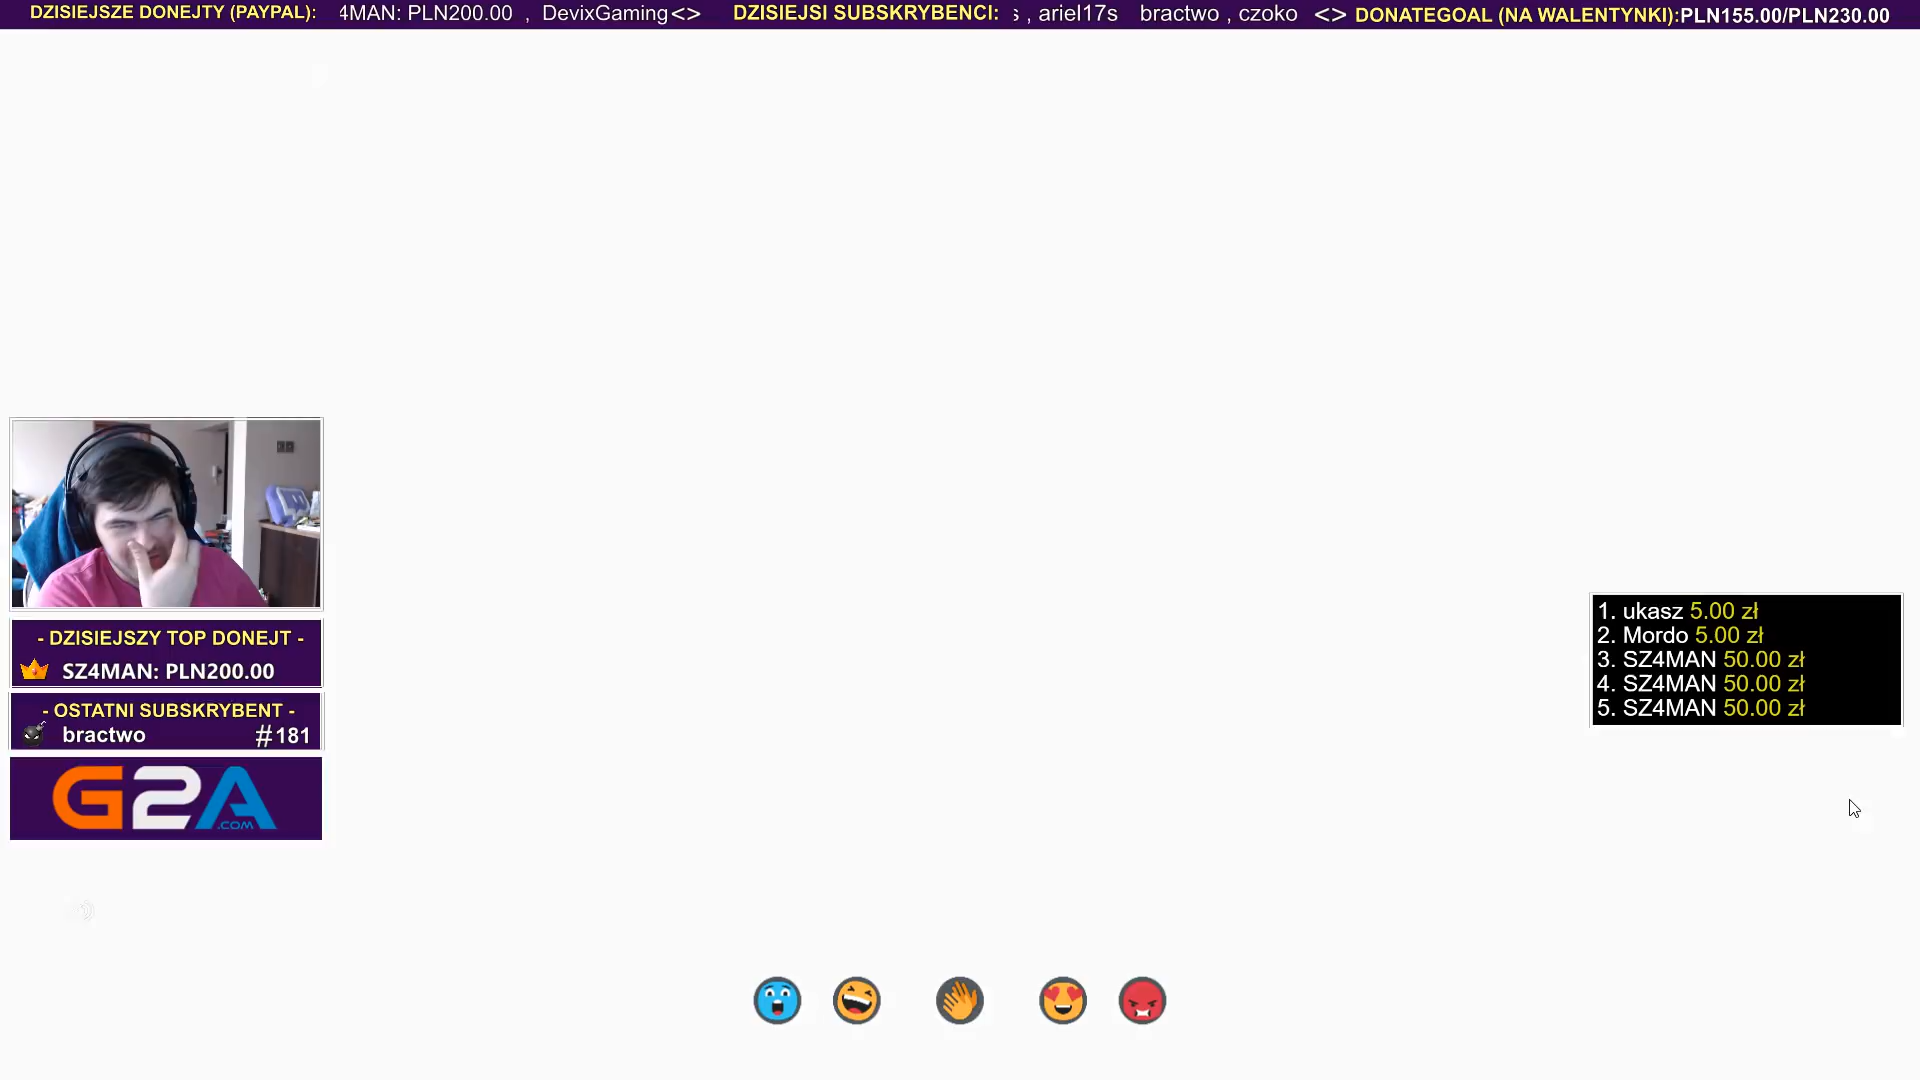 DZISIEJSZE DONEJTY (PAYPAL): 4MAN: PLN200.00 , DevixGaming<> DZISIEJSI SUBSKRYBENCI: s , ariel17s bractwo , czoko <> DONATEGOAL (NA WALENTYNKI):PLN155.00/PLN230.00
- DZISIEJSZY TOP DONEJT -
SZ4MAN: PLN200.00
- OSTATNI SUBSKRYBENT -
bractwo #181
G2A
.COM
1. ukasz 5.00 zł
2. Mordo 5.00 zł
3. SZ4MAN 50.00 zł
4. SZ4MAN 50.00 zł
5. SZ4MAN 50.00 zł